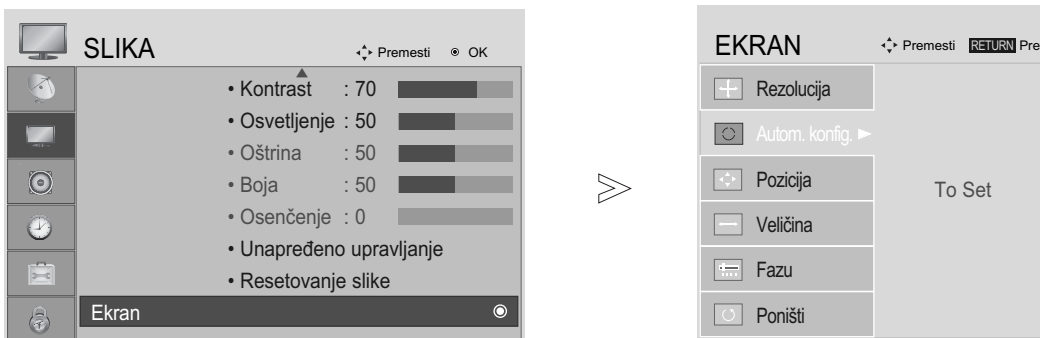 SLIKA
Premesti OK
• Kontrast : 70
• Osvetljenje : 50
• Oštrina : 50
• Boja : 50
• Osenčenje : 0
• Unapređeno upravljanje
• Resetovanje slike
Ekran
EKRAN
Premesti RETURN Pre
Rezolucija
Autom. konfig.
Pozicija
Veličina
Fazu
Poništi
To Set